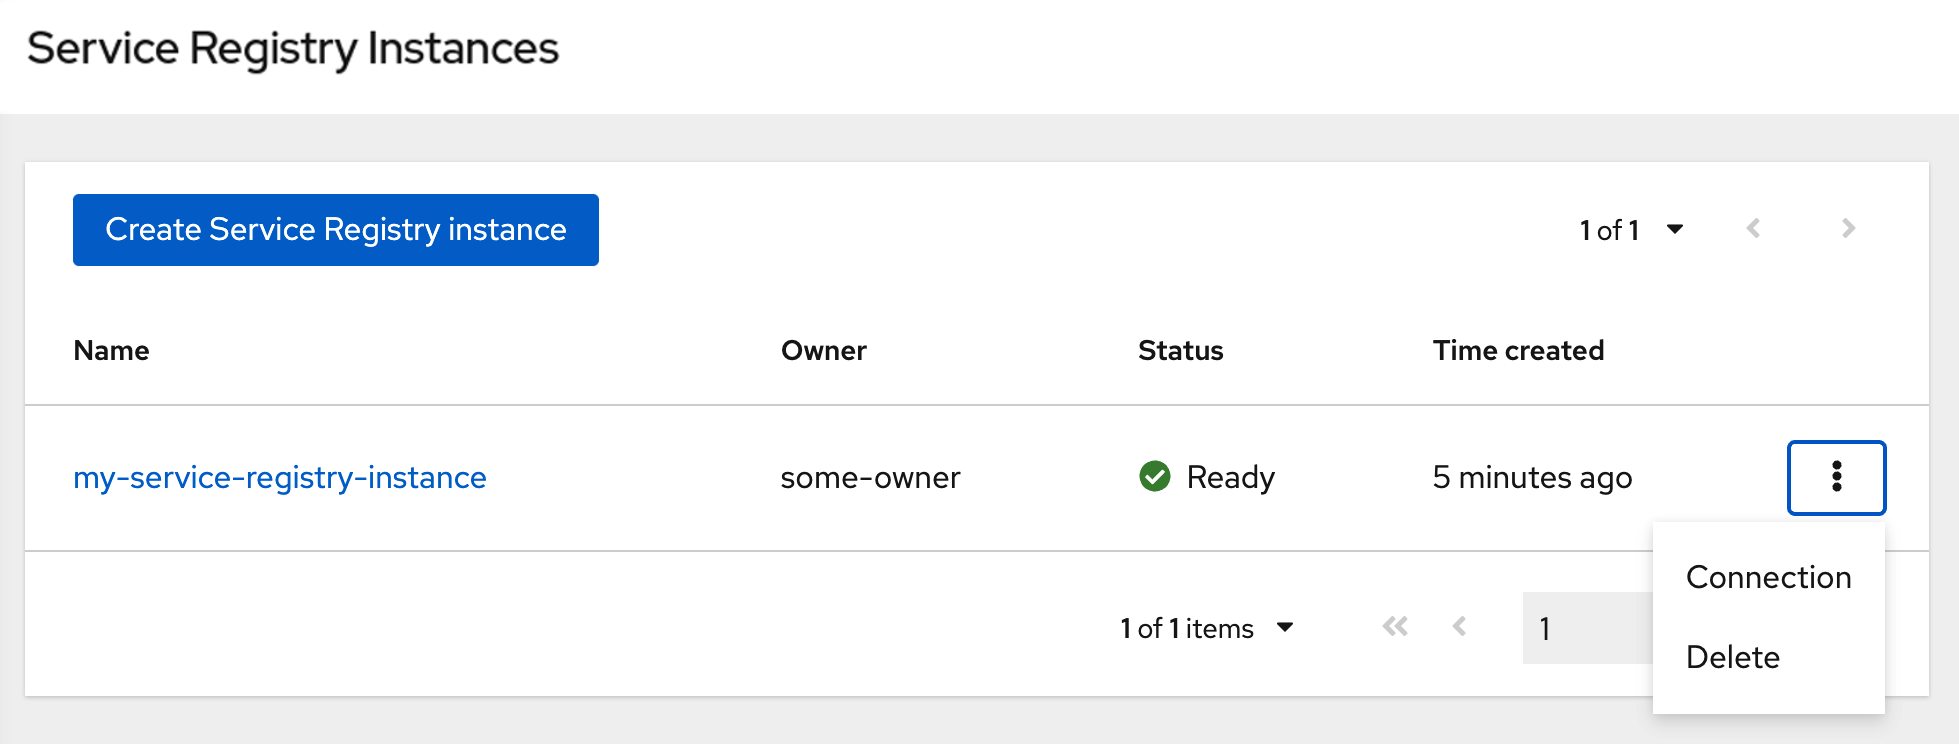 Service Registry Instances
Create Service Registry instance
1 of 1
Name Owner Status Time created
my-service-registry-instance some-owner Ready 5 minutes ago
Connection
1 of 1 items 1
Delete